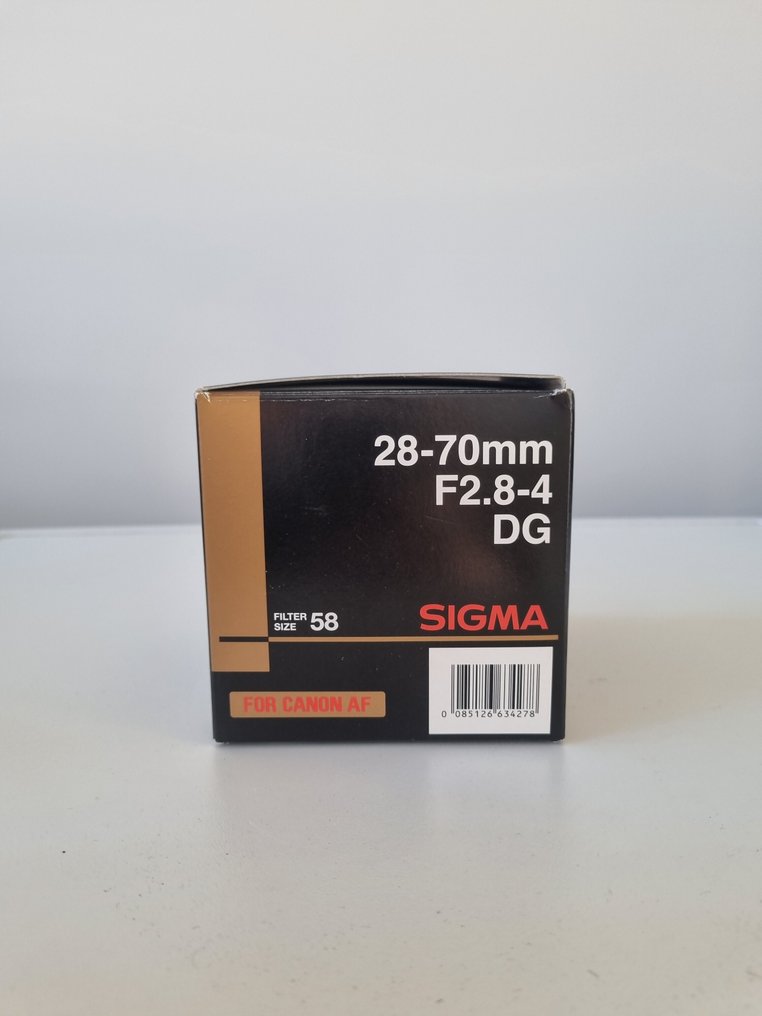 28-70mm
F2.8-4
DG
FILTER
SIZE 58
SIGMA
FOR CANON AF
0 085126 634278